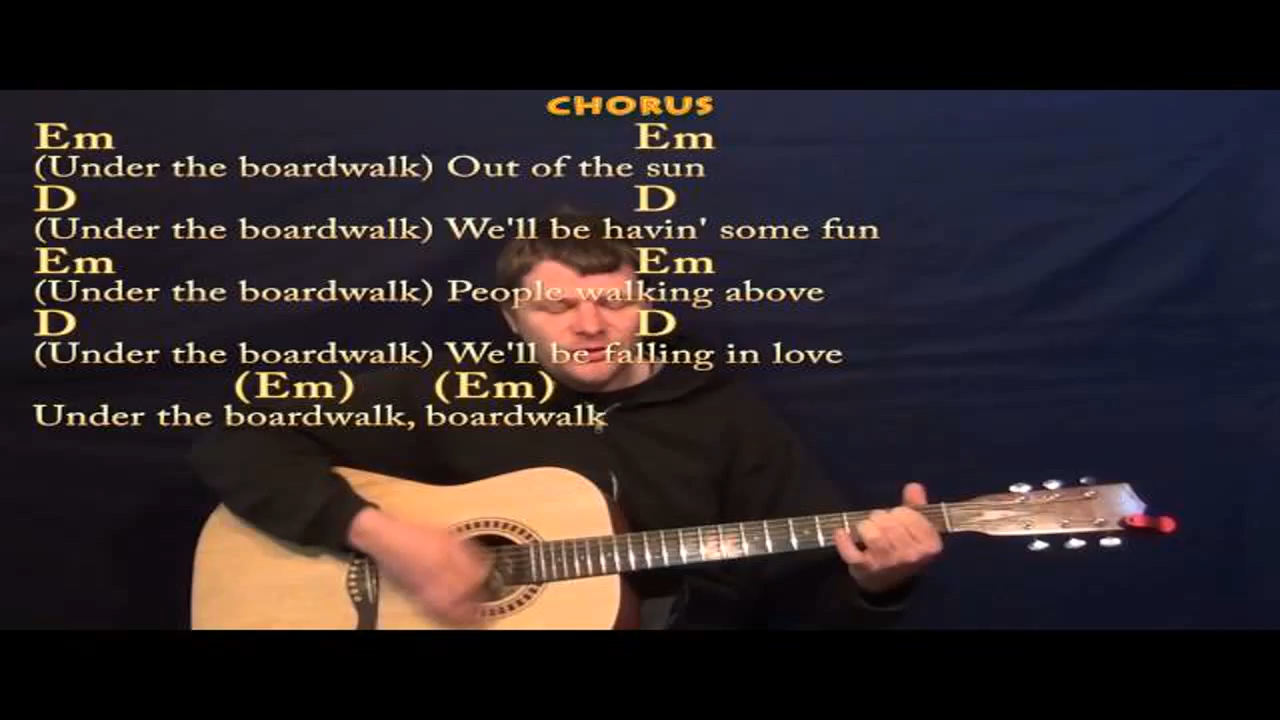 CHORUS
Em Em
(Under the boardwalk) Out of the sun
D D
(Under the boardwalk) We'll be havin' some fun
Em Em
(Under the boardwalk) People walking above
D D
(Under the boardwalk) We'll be falling in love
(Em) (Em)
Under the boardwalk, boardwalk